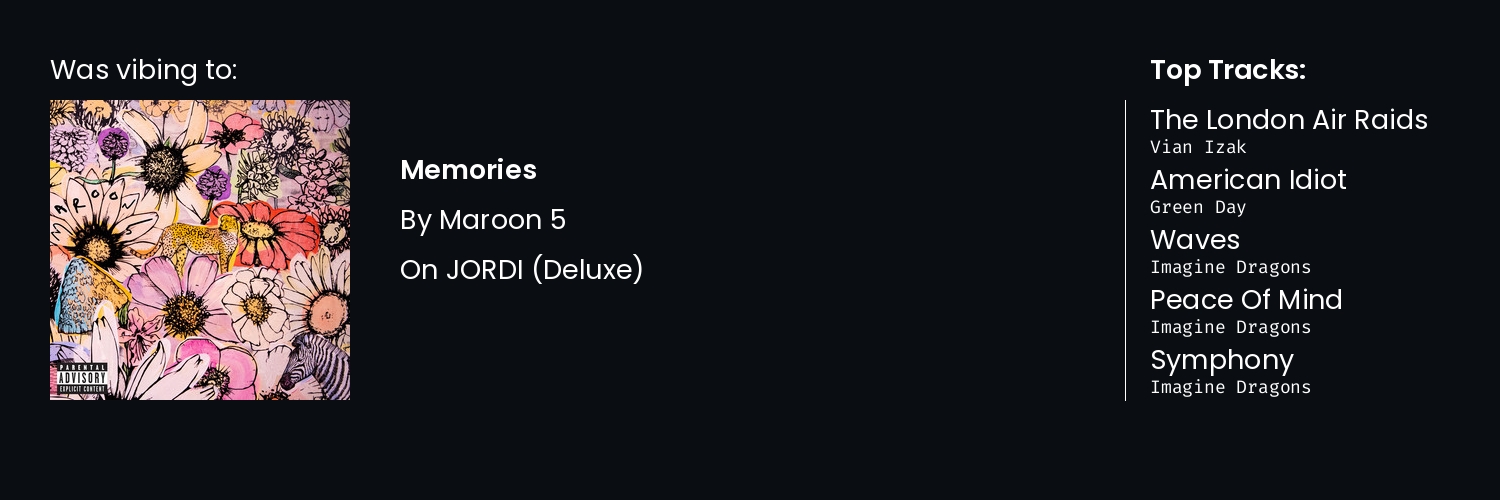 Was vibing to:
MAROON 5
PARENTAL
ADVISORY
EXPLICIT CONTENT
Memories
By Maroon 5
On JORDI (Deluxe)
Top Tracks:
The London Air Raids
Vian Izak
American Idiot
Green Day
Waves
Imagine Dragons
Peace Of Mind
Imagine Dragons
Symphony
Imagine Dragons